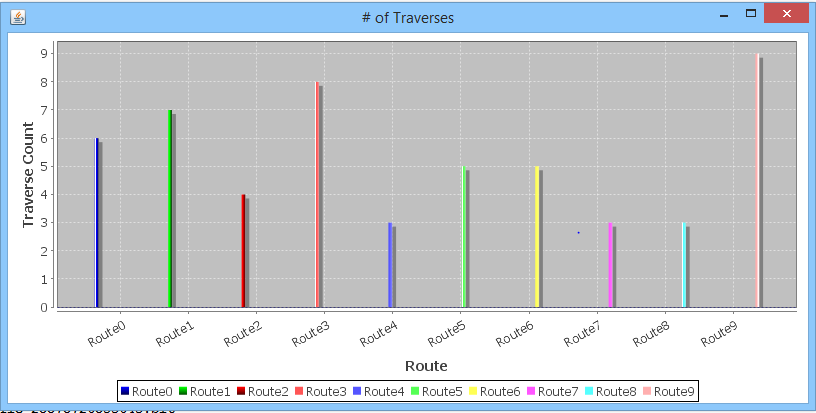 # of Traverses
9
8
7
6
5
4
3
2
1
0
Traverse Count
Route0 Route1 Route2 Route3 Route4 Route5 Route6 Route7 Route8 Route9
Route
Route0 Route1 Route2 Route3 Route4 Route5 Route6 Route7 Route8 Route9